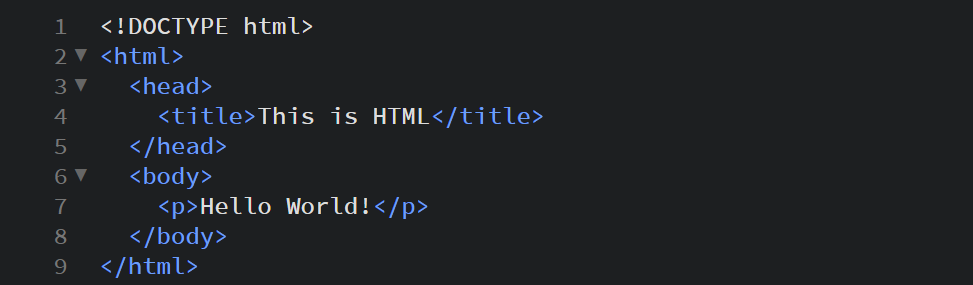 1 <!DOCTYPE html>
2 <html>
3 <head>
4 <title>This is HTML</title>
5 </head>
6 <body>
7 <p>Hello World!</p>
8 </body>
9 </html>